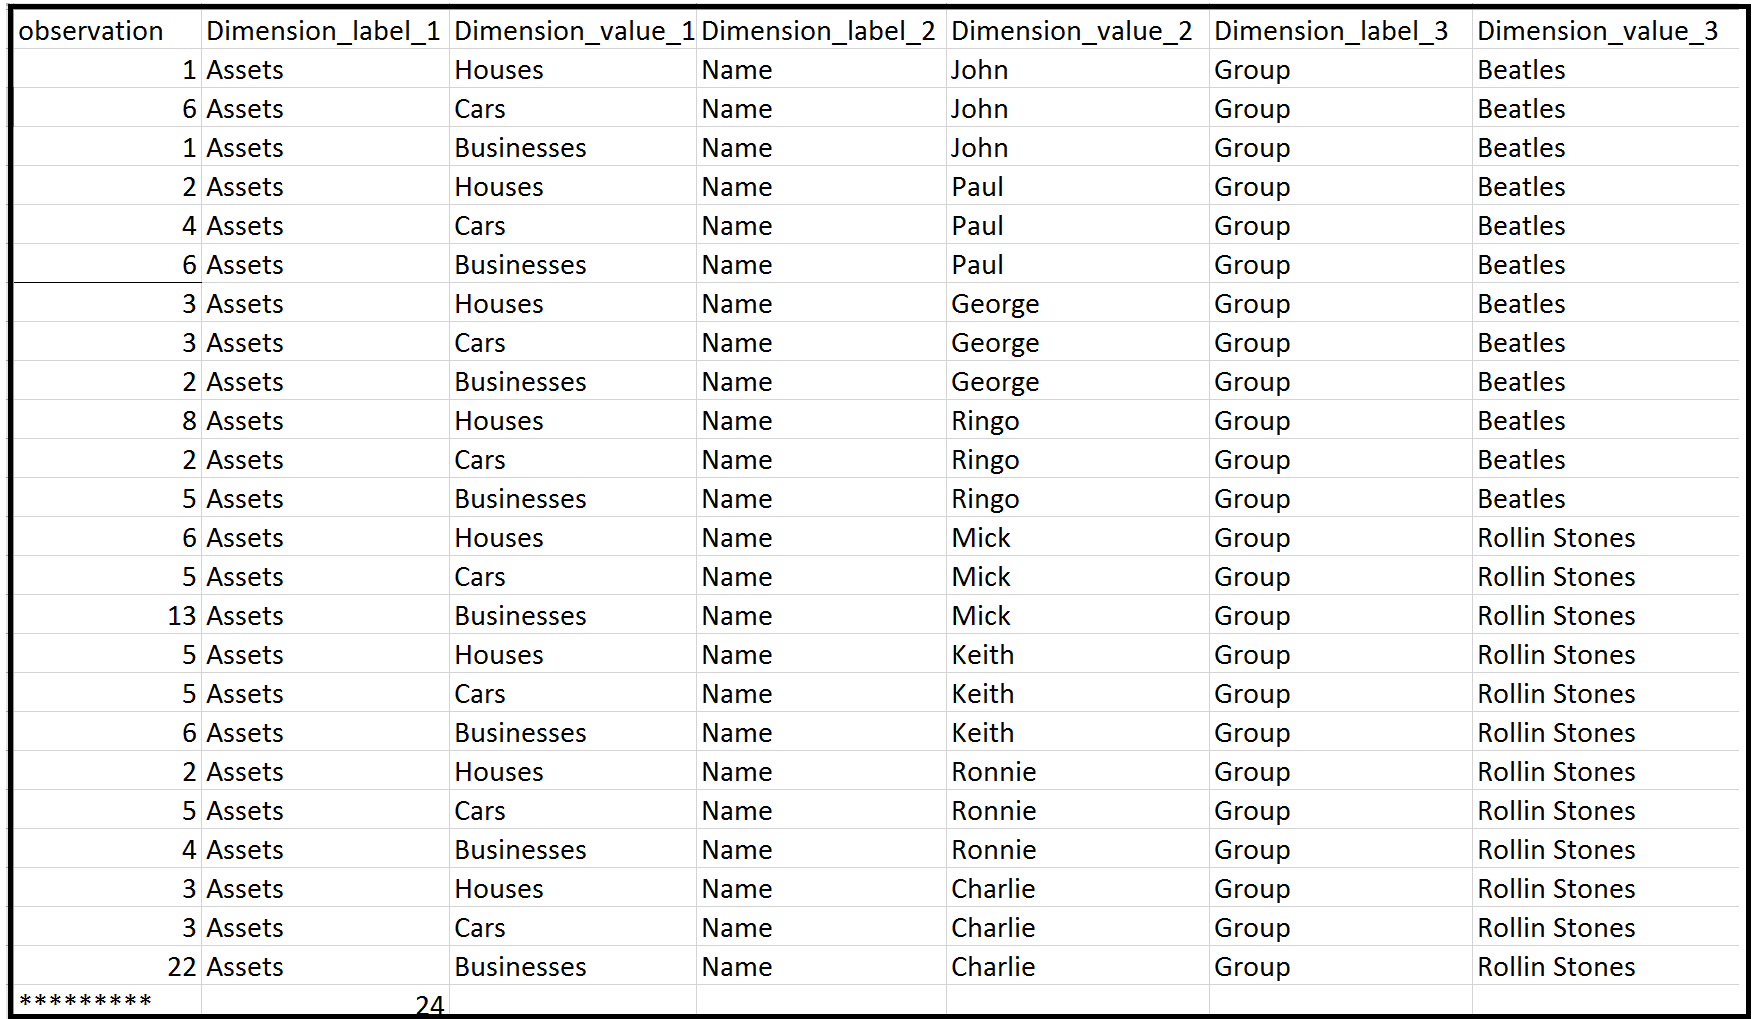 observation Dimension_label_1 Dimension_value_1 Dimension_label_2 Dimension_value_2 Dimension_label_3 Dimension_value_3
1 Assets Houses Name John Group Beatles
6 Assets Cars Name John Group Beatles
1 Assets Businesses Name John Group Beatles
2 Assets Houses Name Paul Group Beatles
4 Assets Cars Name Paul Group Beatles
6 Assets Businesses Name Paul Group Beatles
3 Assets Houses Name George Group Beatles
3 Assets Cars Name George Group Beatles
2 Assets Businesses Name George Group Beatles
8 Assets Houses Name Ringo Group Beatles
2 Assets Cars Name Ringo Group Beatles
5 Assets Businesses Name Ringo Group Beatles
6 Assets Houses Name Mick Group Rollin Stones
5 Assets Cars Name Mick Group Rollin Stones
13 Assets Businesses Name Mick Group Rollin Stones
5 Assets Houses Name Keith Group Rollin Stones
5 Assets Cars Name Keith Group Rollin Stones
6 Assets Businesses Name Keith Group Rollin Stones
2 Assets Houses Name Ronnie Group Rollin Stones
5 Assets Cars Name Ronnie Group Rollin Stones
4 Assets Businesses Name Ronnie Group Rollin Stones
3 Assets Houses Name Charlie Group Rollin Stones
3 Assets Cars Name Charlie Group Rollin Stones
22 Assets Businesses Name Charlie Group Rollin Stones
********* 24